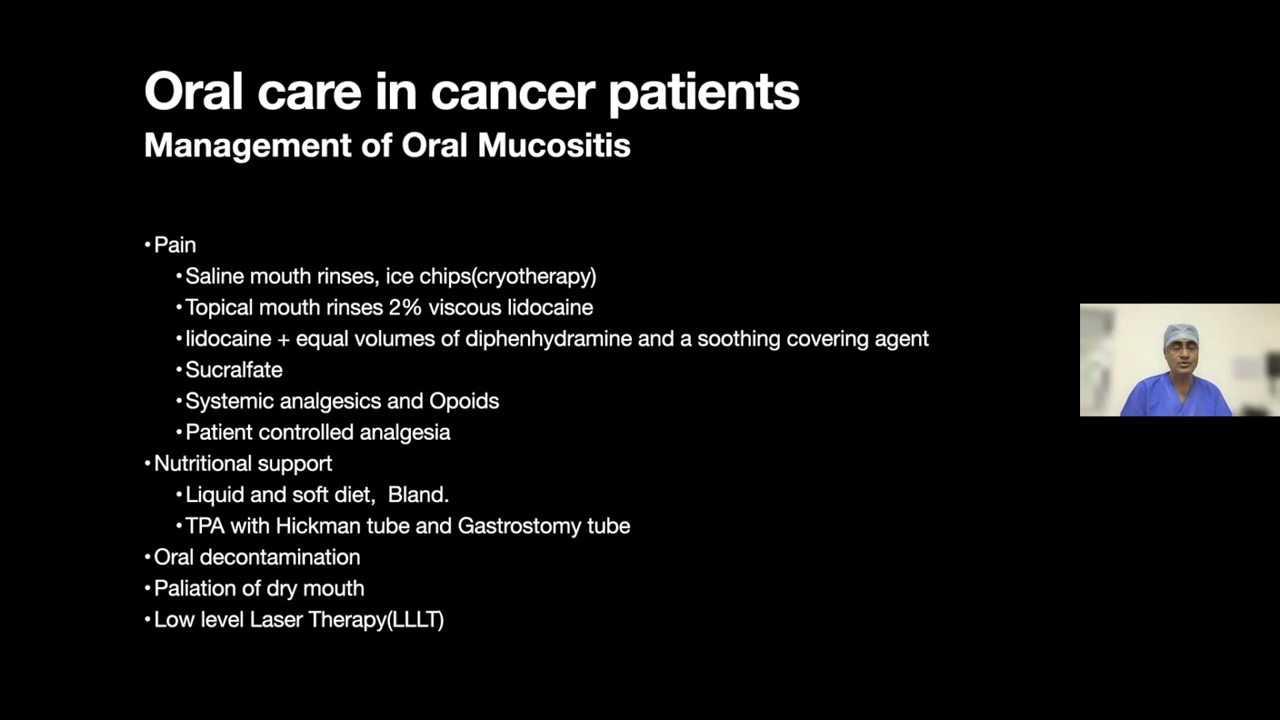 Oral care in cancer patients
Management of Oral Mucositis
•Pain
•Saline mouth rinses, ice chips(cryotherapy)
•Topical mouth rinses 2% viscous lidocaine
•lidocaine + equal volumes of diphenhydramine and a soothing covering agent
•Sucralfate
•Systemic analgesics and Opoids
•Patient controlled analgesia
•Nutritional support
•Liquid and soft diet,  Bland.
•TPA with Hickman tube and Gastrostomy tube
•Oral decontamination
•Paliation of dry mouth
•Low level Laser Therapy(LLLT)